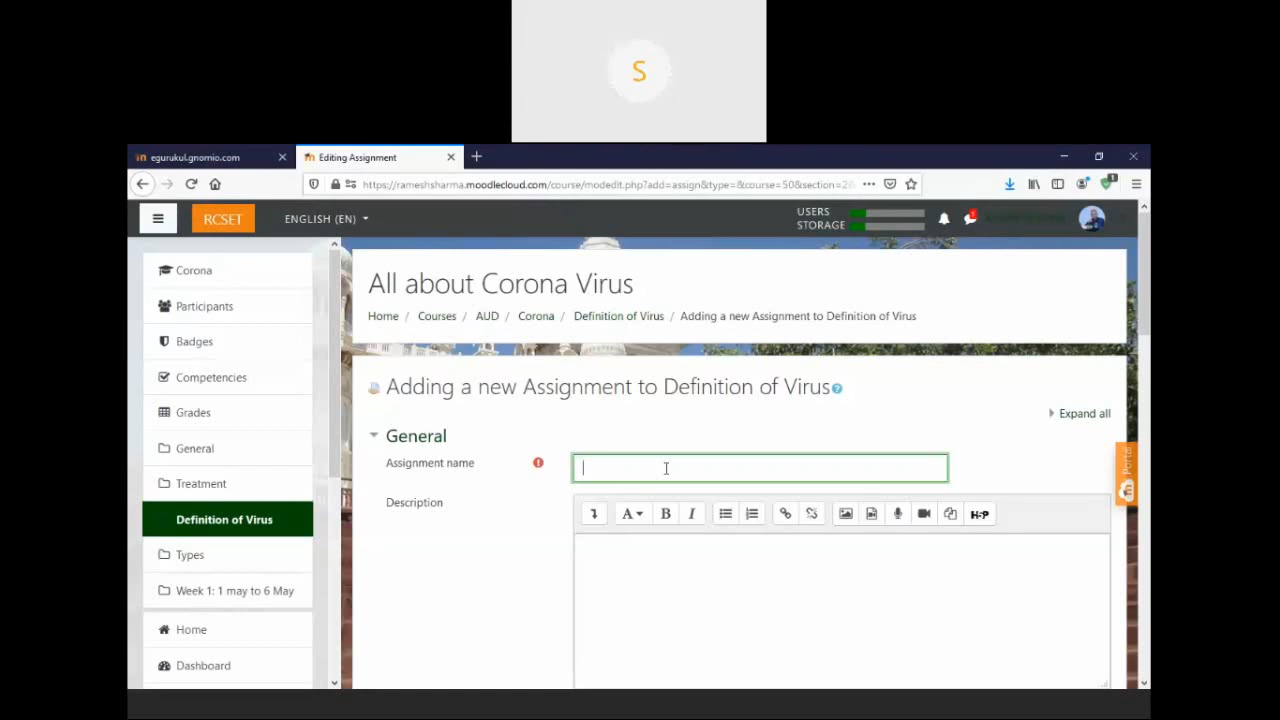 S
egurukul.gnomio.com
Editing Assignment
https://rameshsharma.moodlecloud.com/course/modedit.php?add=assign&type=&course=50&section=2&
RCSET
ENGLISH (EN)
USERS
STORAGE
Corona
Participants
Badges
Competencies
Grades
General
Treatment
Definition of Virus
Types
Week 1: 1 may to 6 May
Home
Dashboard
All about Corona Virus
Home / Courses / AUD / Corona / Definition of Virus / Adding a new Assignment to Definition of Virus
Adding a new Assignment to Definition of Virus
Expand all
General
Assignment name
Description
A B I
H5P
Portal